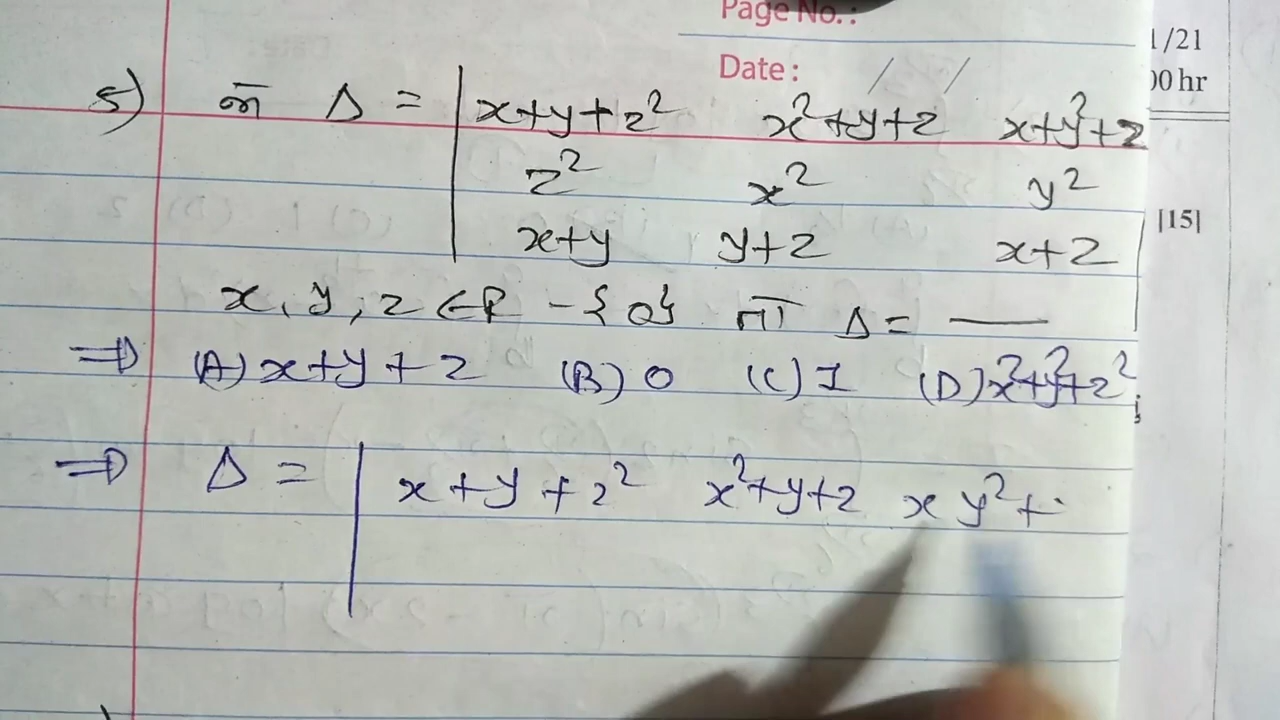 Page No.:
Date: / /
1/21
00 hr
[15]
5) જો Δ = | x+y+z² x²+y+z x+y²+z
z² x² y²
x+y y+z x+z |
x, y, z ∈ R - {0} તો Δ = ___
⇒ (A) x+y+z (B) 0 (C) 1 (D) x²+y²+z²
⇒ Δ = | x+y+z² x²+y+z x y²+